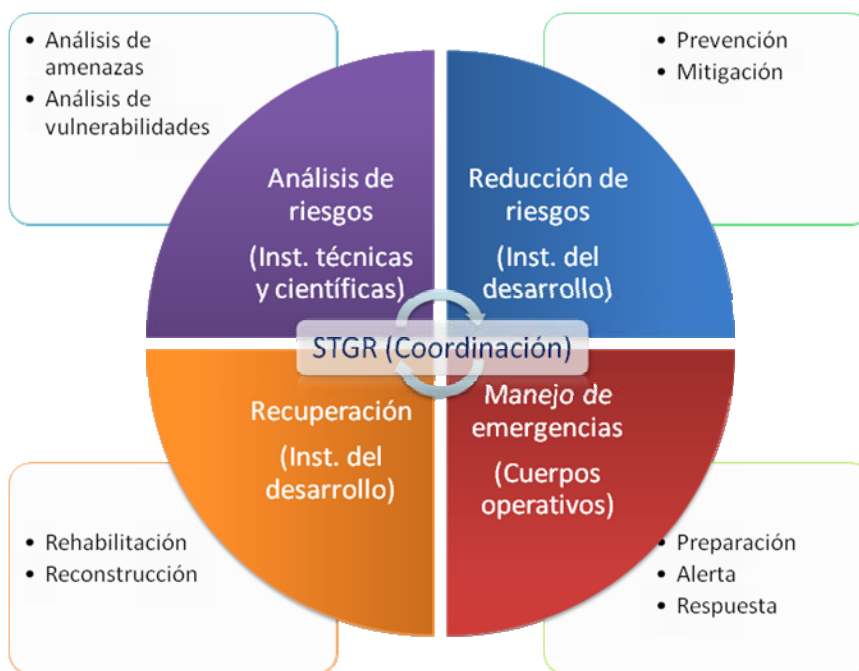 • Análisis de
amenazas
• Análisis de
vulnerabilidades
• Prevención
• Mitigación
Análisis de
riesgos
(Inst. técnicas
y científicas)
Reducción de
riesgos
(Inst. del
desarrollo)
STGR (Coordinación)
Recuperación
(Inst. del
desarrollo)
Manejo de
emergencias
(Cuerpos
operativos)
• Rehabilitación
• Reconstrucción
• Preparación
• Alerta
• Respuesta